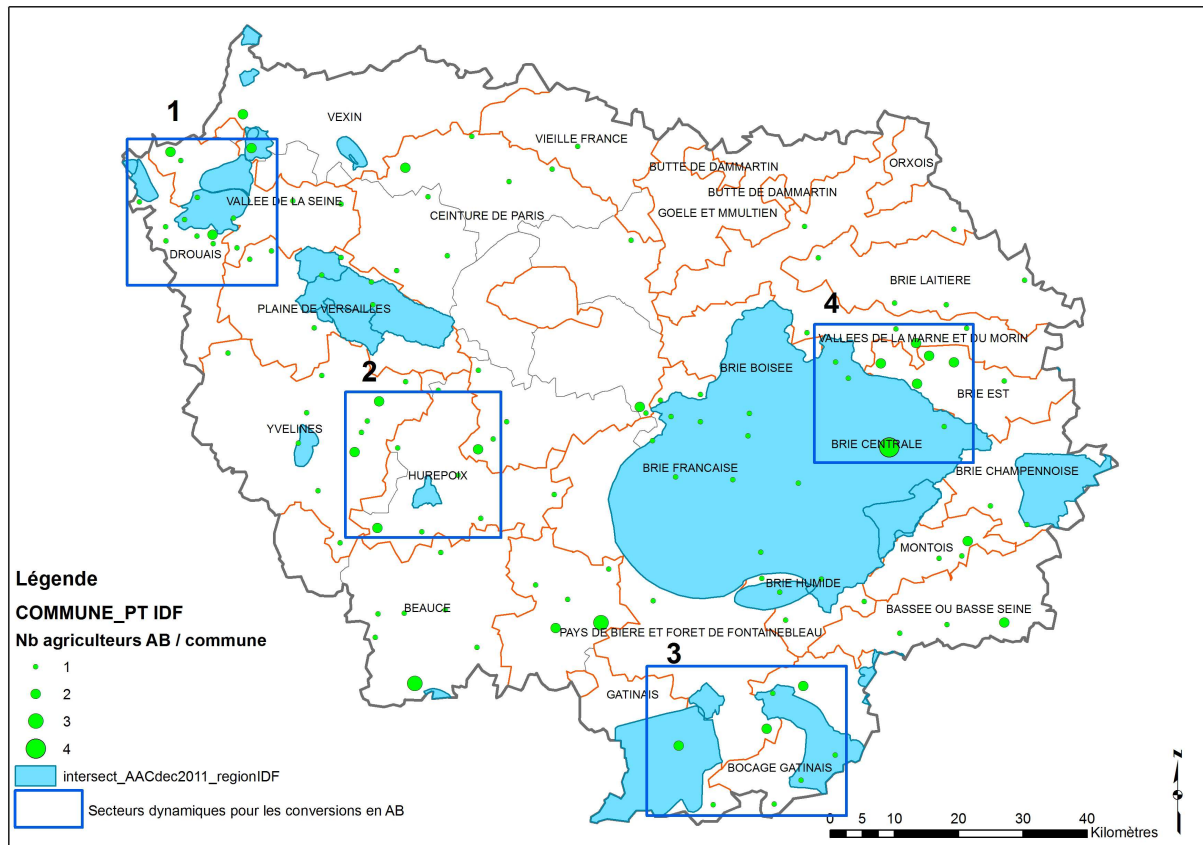 1
VEXIN
VIEILLE FRANCE
BUTTE DE DAMMARTIN
ORXOIS
BUTTE DE DAMMARTIN
VALLEE DE LA SEINE
CEINTURE DE PARIS
GOELE ET MMULTIEN
DROUAIS
BRIE LAITIERE
PLAINE DE VERSAILLES
4
VALLEES DE LA MARNE ET DU MORIN
2
BRIE BOISEE
BRIE EST
YVELINES
BRIE CENTRALE
HUREPOIX
BRIE FRANCAISE
BRIE CHAMPENNOISE
MONTOIS
BRIE HUMIDE
BEAUCE
BASSEE OU BASSE SEINE
PAYS DE BIERE ET FORET DE FONTAINEBLEAU
3
GATINAIS
BOCAGE GATINAIS
Légende
COMMUNE_PT IDF
Nb agriculteurs AB / commune
1
2
3
4
intersect_AACdec2011_regionIDF
Secteurs dynamiques pour les conversions en AB
N
0 5 10 20 30 40
Kilomètres